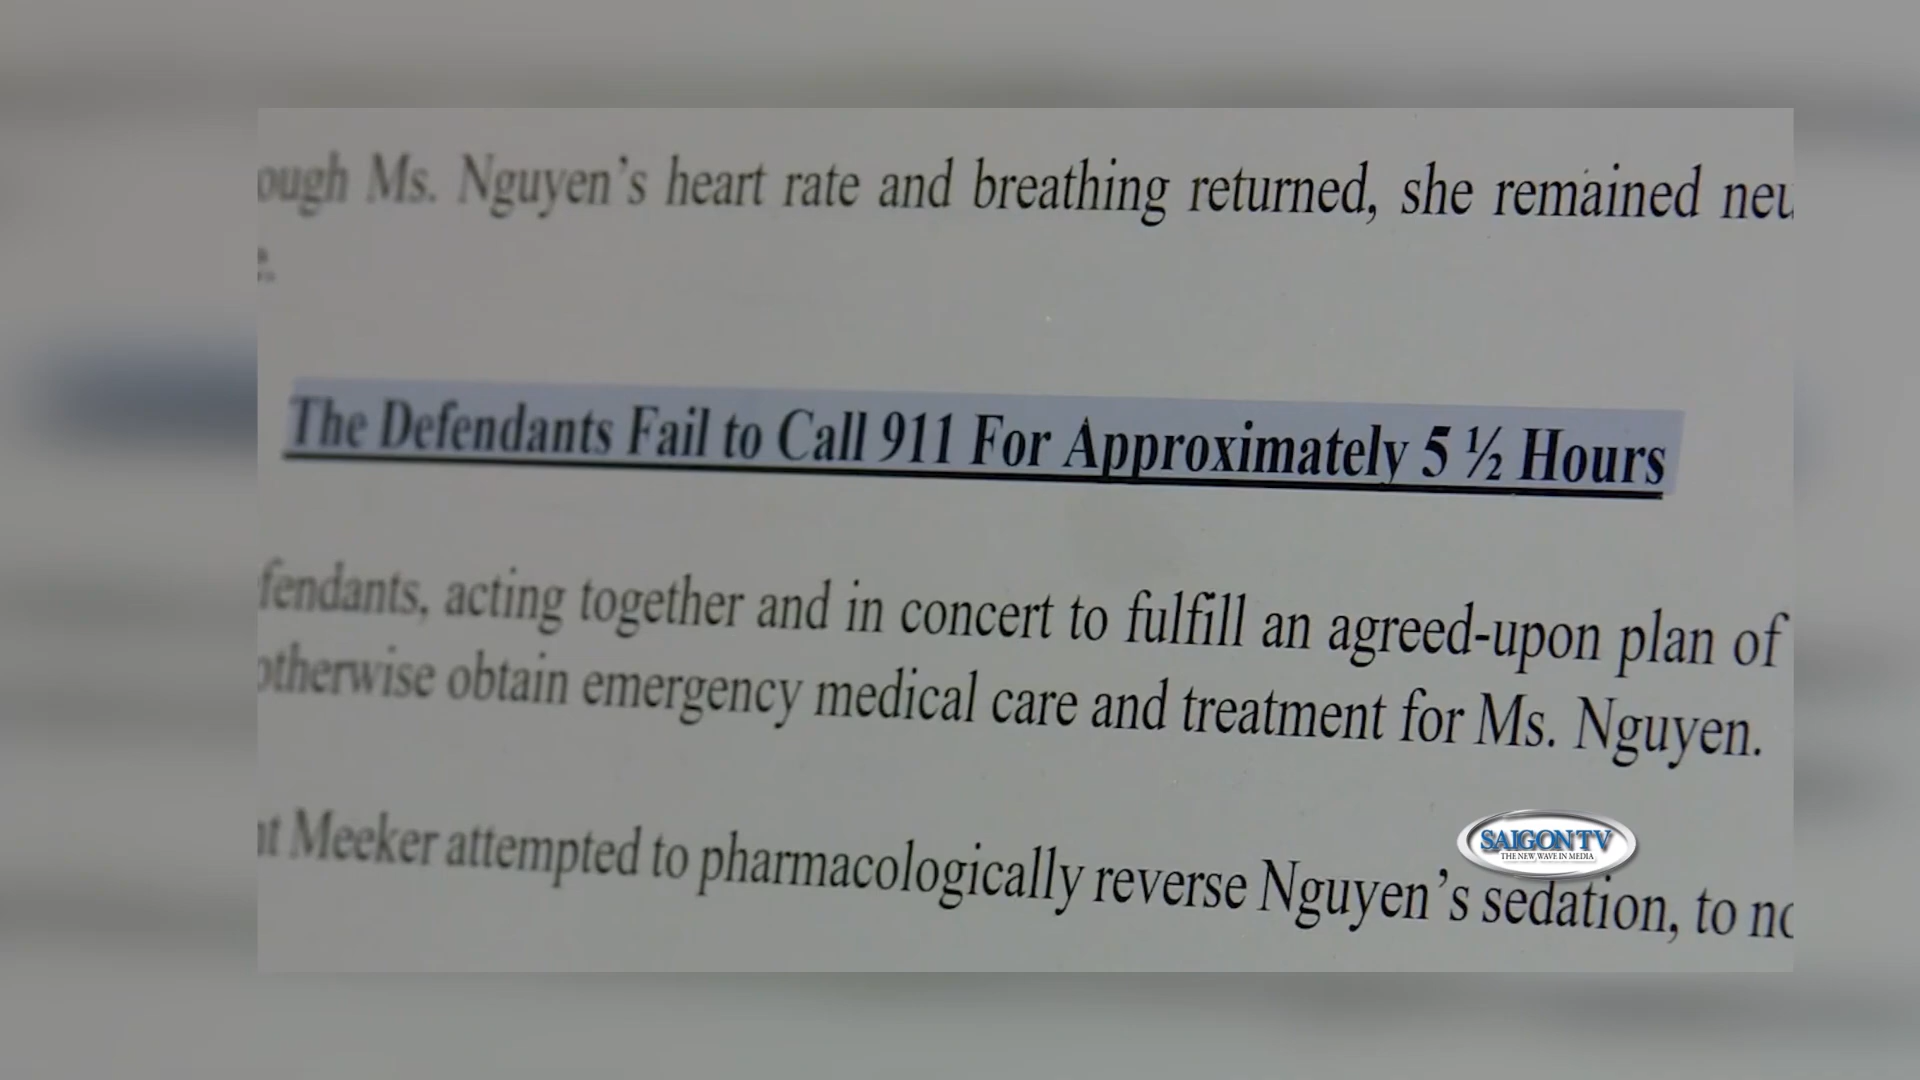 ough Ms. Nguyen's heart rate and breathing returned, she remained neu
e.
The Defendants Fail to Call 911 For Approximately 5 ½ Hours
fendants, acting together and in concert to fulfill an agreed-upon plan of
otherwise obtain emergency medical care and treatment for Ms. Nguyen.
nt Meeker attempted to pharmacologically reverse Nguyen's sedation, to no
SAIGON TV
THE NEW WAVE IN MEDIA